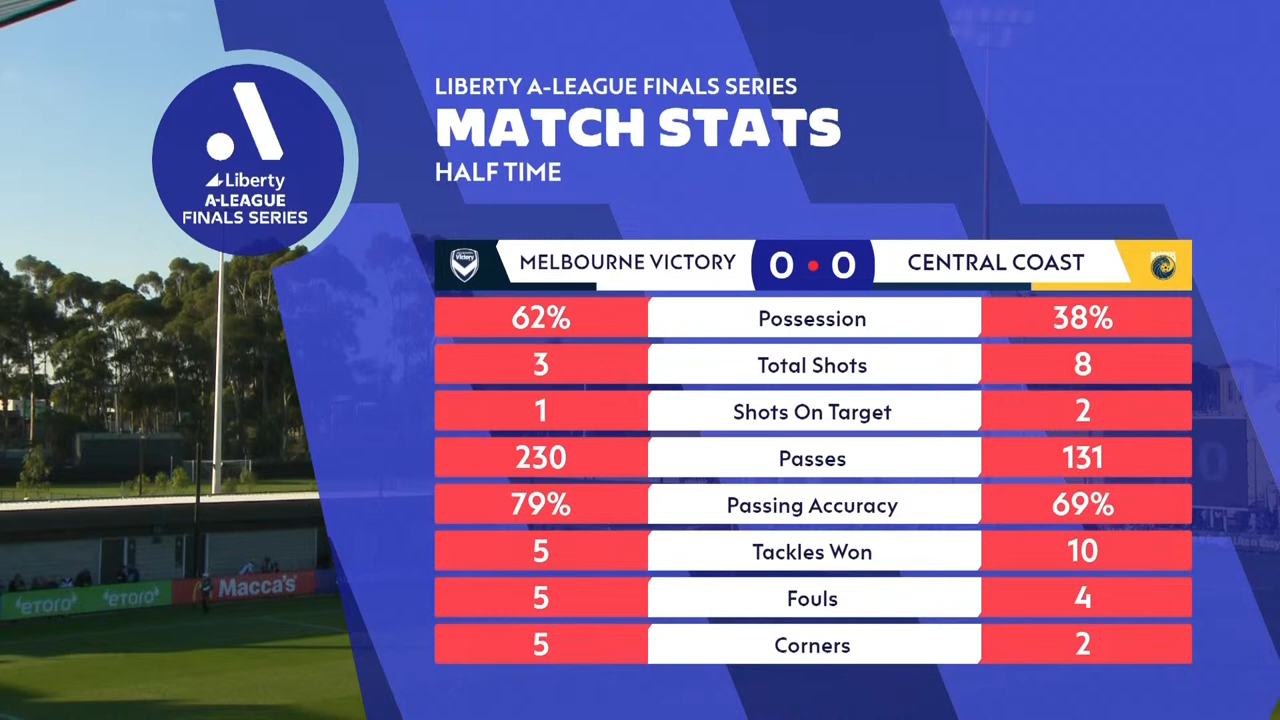 LIBERTY A-LEAGUE FINALS SERIES
MATCH STATS
HALF TIME
Liberty
A-LEAGUE
FINALS SERIES
Victory
MELBOURNE VICTORY 0 • 0 CENTRAL COAST
62% Possession 38%
3 Total Shots 8
1 Shots On Target 2
230 Passes 131
79% Passing Accuracy 69%
5 Tackles Won 10
5 Fouls 4
5 Corners 2
eToro eToro Macca's
0